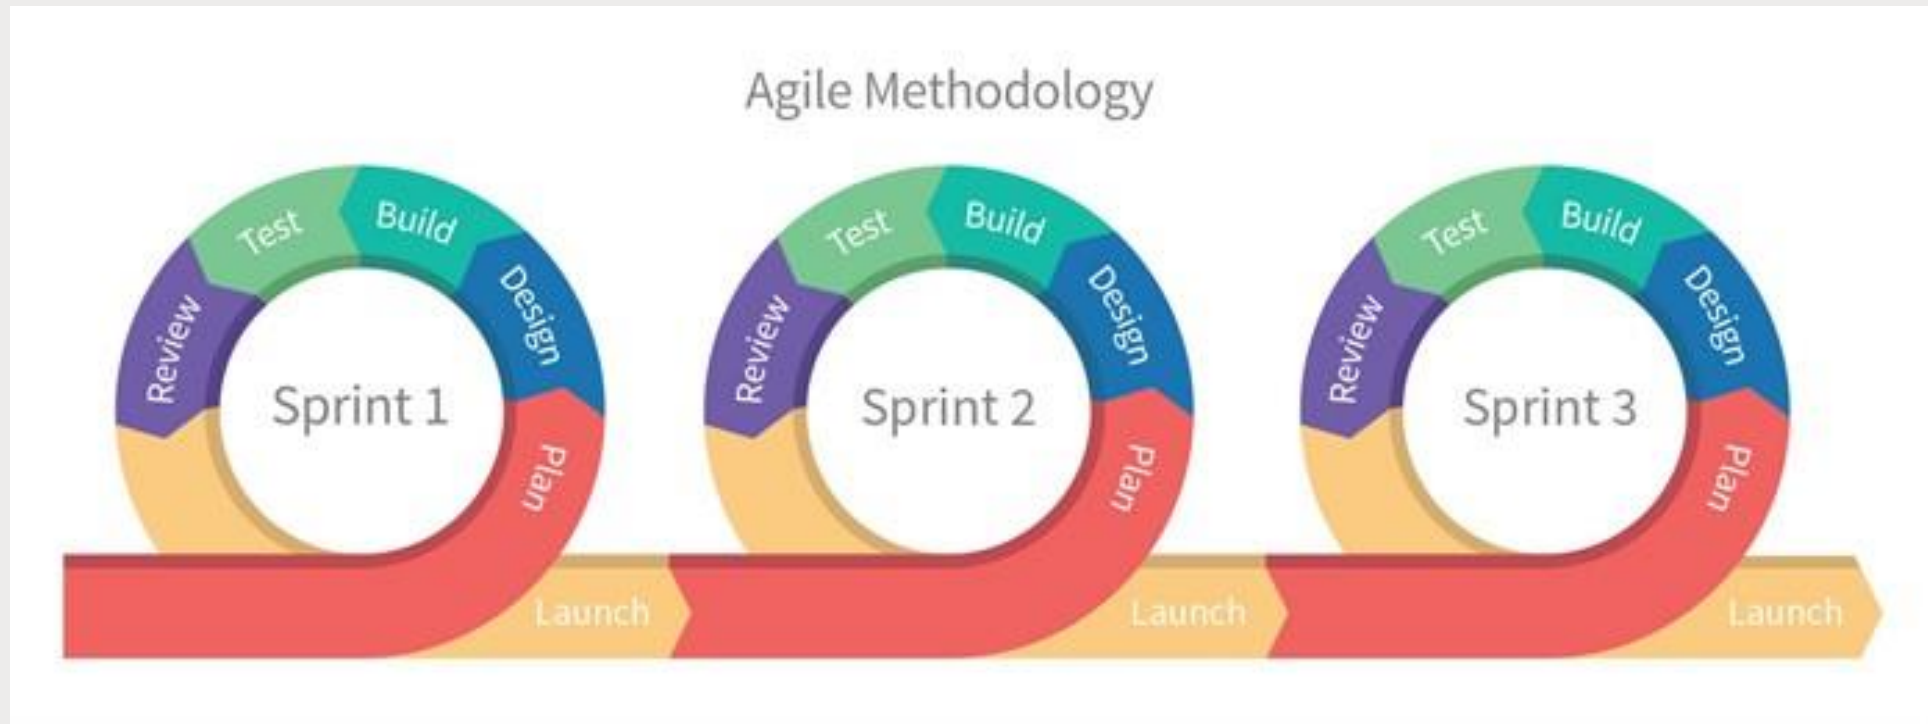 Agile Methodology
Test
Build
Design
Review
Sprint 1
Plan
Launch
Test
Build
Design
Review
Sprint 2
Plan
Launch
Test
Build
Design
Review
Sprint 3
Plan
Launch